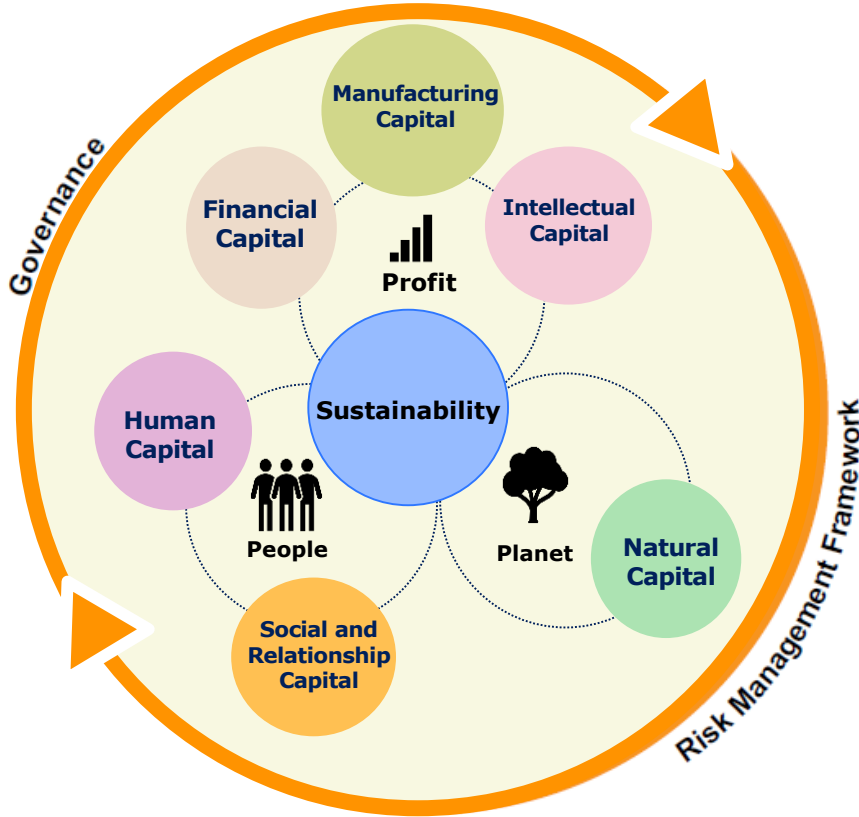 Manufacturing
Capital
Governance
Financial
Capital
Intellectual
Capital
Profit
Sustainability
Human
Capital
People
Planet
Natural
Capital
Social and
Relationship
Capital
Risk Management Framework